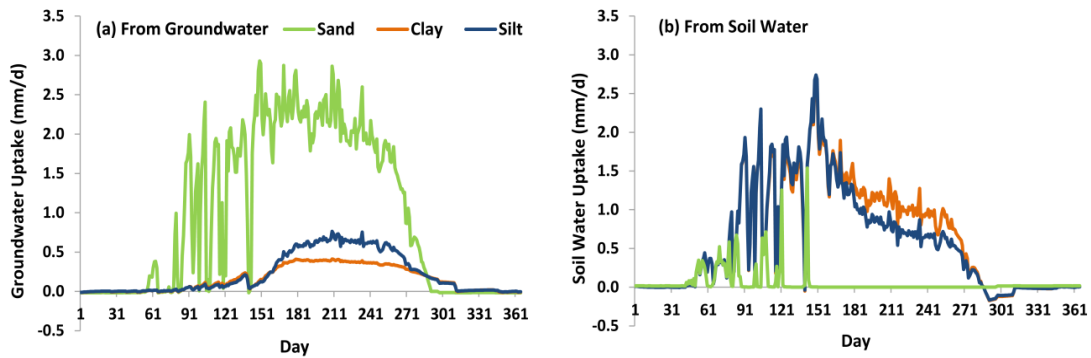 (a) From Groundwater Sand Clay Silt
Groundwater Uptake (mm/d)
3.5
3.0
2.5
2.0
1.5
1.0
0.5
0.0
-0.5
1 31 61 91 121 151 181 211 241 271 301 331 361
Day
(b) From Soil Water
Soil Water Uptake (mm/d)
3.5
3.0
2.5
2.0
1.5
1.0
0.5
0.0
-0.5
1 31 61 91 121 151 181 211 241 271 301 331 361
Day